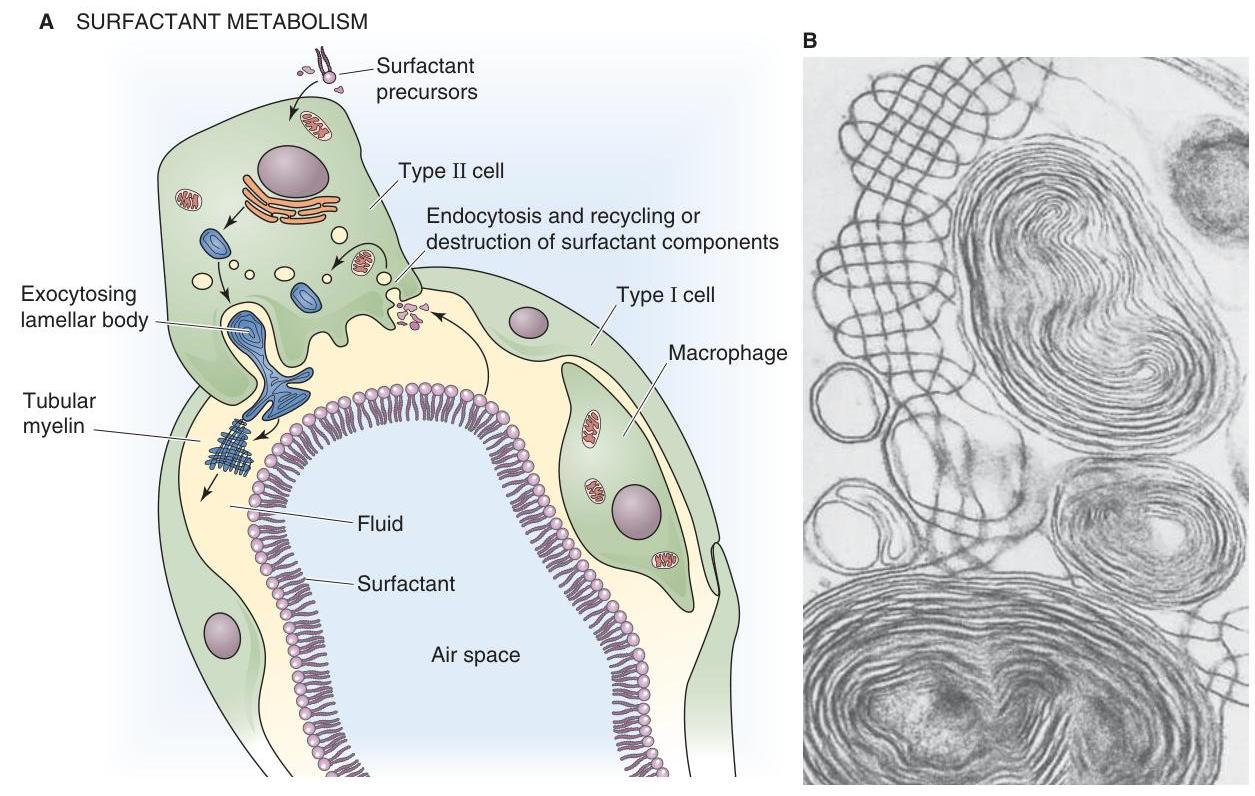 A SURFACTANT METABOLISM
B
Surfactant
precursors
Type II cell
Endocytosis and recycling or
destruction of surfactant components
Type I cell
Exocytosing
lamellar body
Macrophage
Tubular
myelin
Fluid
Surfactant
Air space